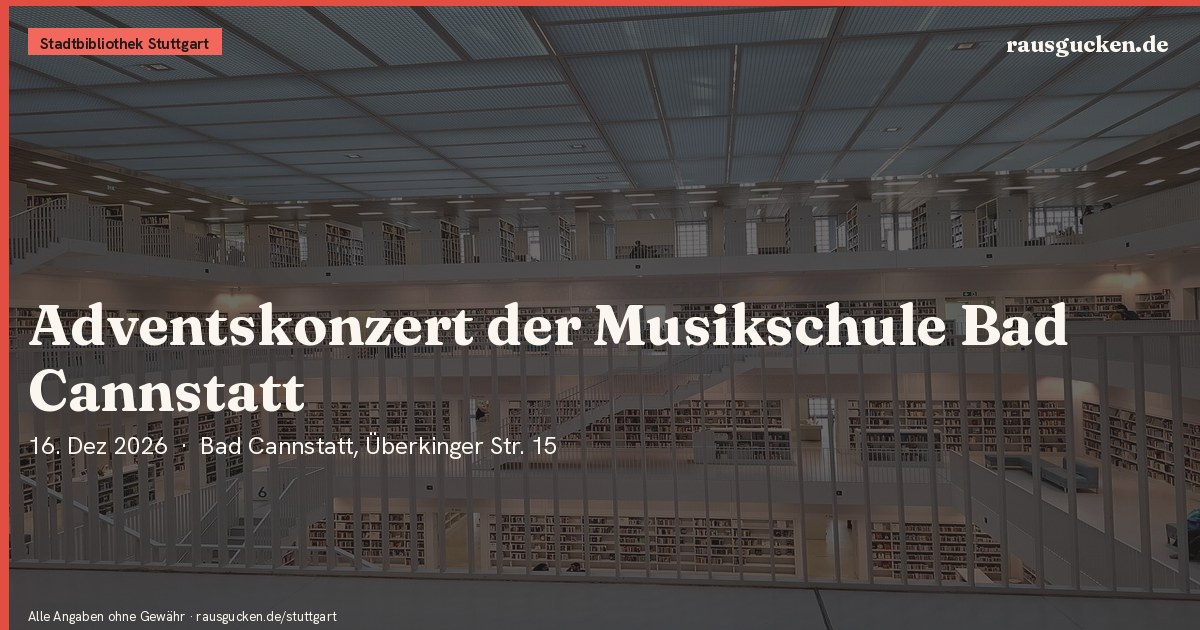 Stadtbibliothek Stuttgart
rausgucken.de
Adventskonzert der Musikschule Bad
Cannstatt
16. Dez 2026 · Bad Cannstatt, Überkinger Str. 15
6
Alle Angaben ohne Gewähr · rausgucken.de/stuttgart